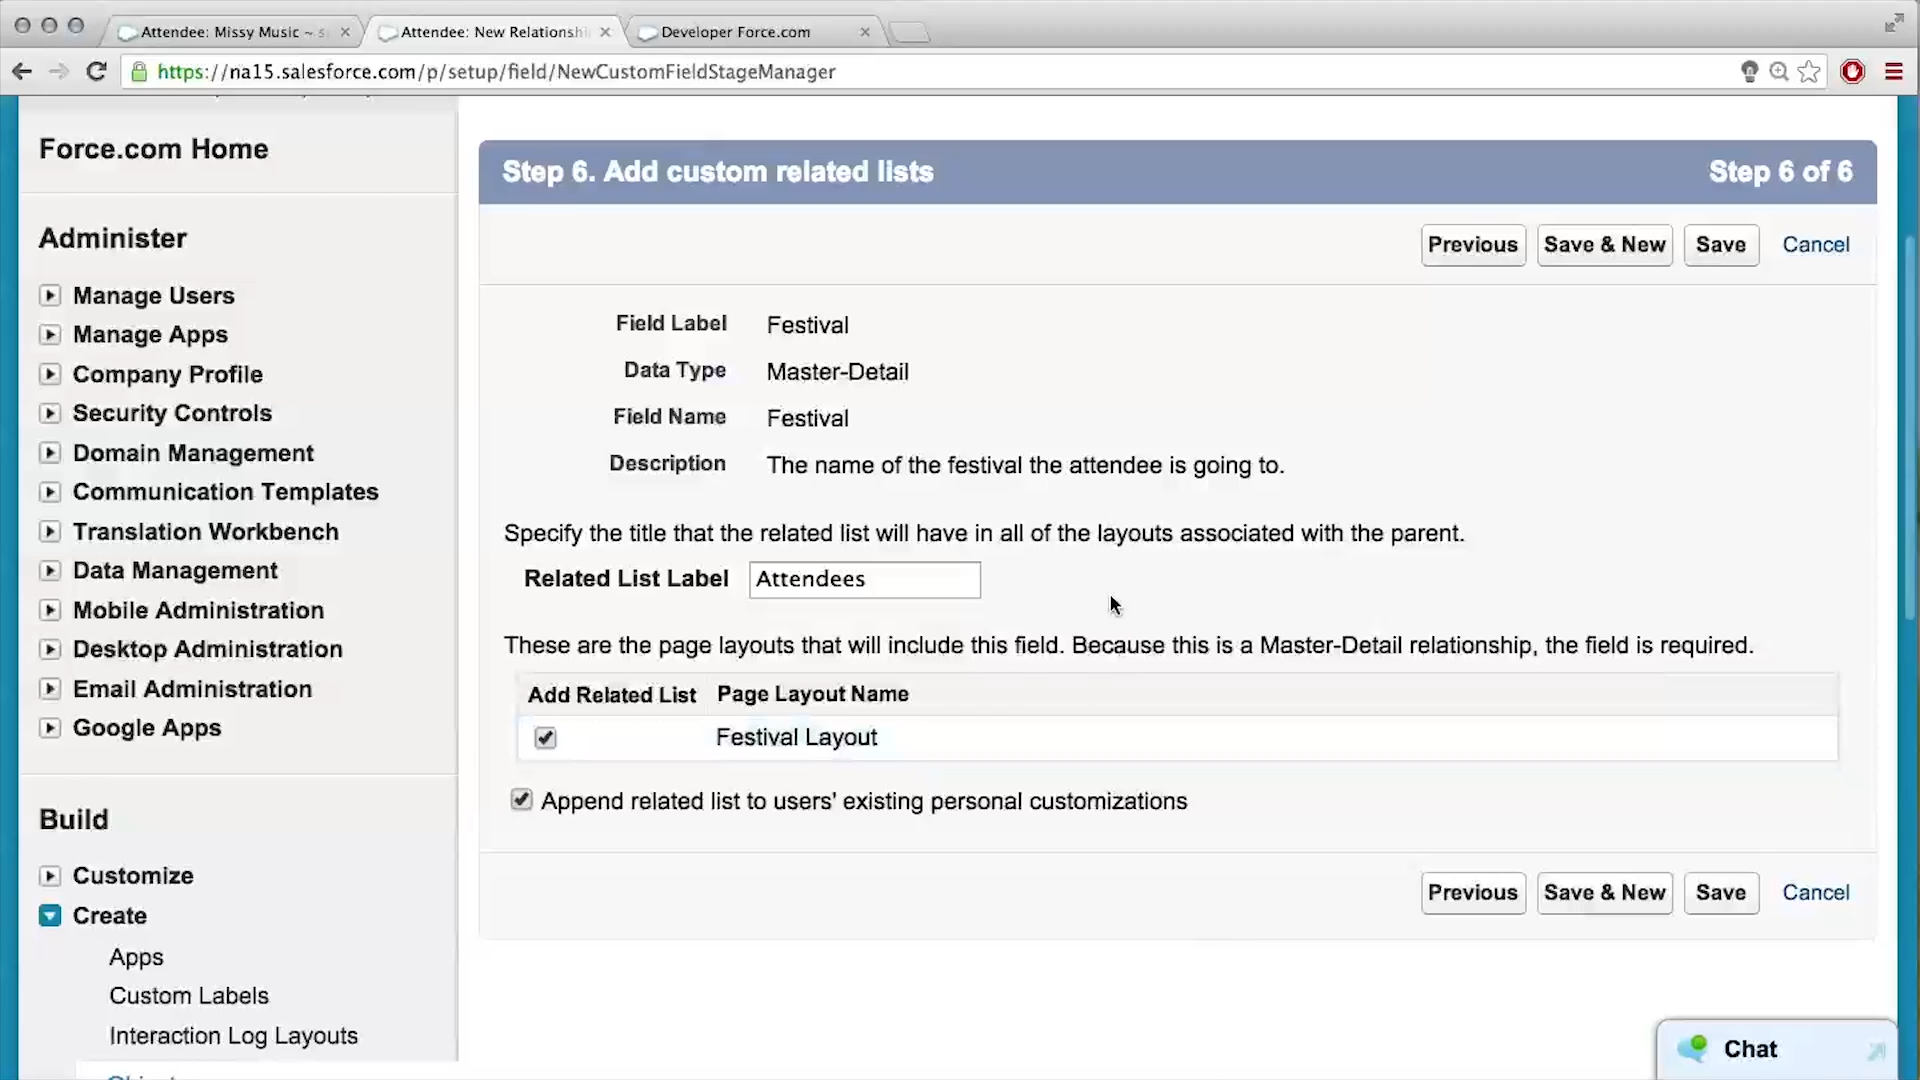 Attendee: Missy Music ~ s
Attendee: New Relationshi
Developer Force.com
https://na15.salesforce.com/p/setup/field/NewCustomFieldStageManager
Force.com Home
Administer
Manage Users
Manage Apps
Company Profile
Security Controls
Domain Management
Communication Templates
Translation Workbench
Data Management
Mobile Administration
Desktop Administration
Email Administration
Google Apps
Build
Customize
Create
Apps
Custom Labels
Interaction Log Layouts
Step 6. Add custom related lists Step 6 of 6
Previous Save & New Save Cancel
Field Label Festival
Data Type Master-Detail
Field Name Festival
Description The name of the festival the attendee is going to.
Specify the title that the related list will have in all of the layouts associated with the parent.
Related List Label Attendees
These are the page layouts that will include this field. Because this is a Master-Detail relationship, the field is required.
Add Related List Page Layout Name
Festival Layout
Append related list to users' existing personal customizations
Previous Save & New Save Cancel
Chat